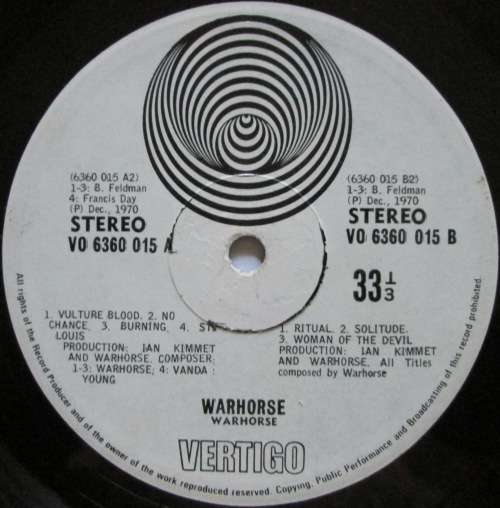 (6360 015 A2)
1-3: B. Feldman
4: Francis Day
(P) Dec., 1970
STEREO
VO 6360 015 A
(6360 015 B2)
1-3: B. Feldman
(P) Dec., 1970
STEREO
VO 6360 015 B
33 1/3
1. VULTURE BLOOD. 2. NO
CHANCE. 3. BURNING. 4. ST.
LOUIS
PRODUCTION: IAN KIMMET
AND WARHORSE. COMPOSER:
1-3: WARHORSE; 4: VANDA
YOUNG
1. RITUAL. 2. SOLITUDE.
3. WOMAN OF THE DEVIL
PRODUCTION: IAN KIMMET
AND WARHORSE. All Titles
composed by Warhorse
WARHORSE
WARHORSE
VERTIGO
All rights of the Record Producer and of the owner of the work reproduced reserved. Copying, Public Performance and Broadcasting of this record prohibited.